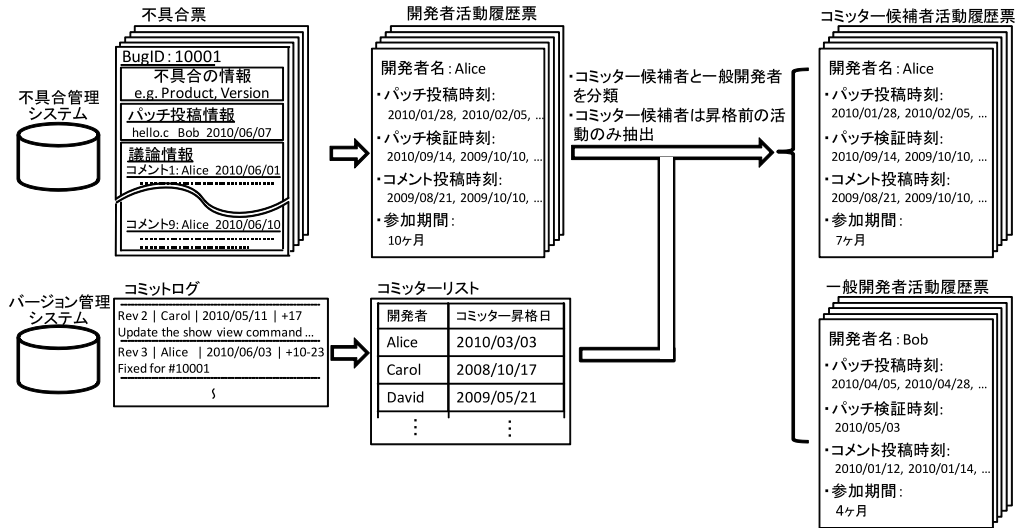 不具合管理
システム
不具合票
BugID : 10001
不具合の情報
e.g. Product, Version
パッチ投稿情報
hello.c Bob 2010/06/07
議論情報
コメント1: Alice 2010/06/01
コメント9: Alice 2010/06/10
開発者活動履歴票
開発者名 : Alice
・パッチ投稿時刻:
2010/01/28, 2010/02/05, ...
・パッチ検証時刻:
2010/09/14, 2009/10/10, ...
・コメント投稿時刻:
2009/08/21, 2009/10/10, ...
・参加期間:
10ヶ月
・コミッター候補者と一般開発者
を分類
・コミッター候補者は昇格前の活
動のみ抽出
コミッター候補者活動履歴票
開発者名 : Alice
・パッチ投稿時刻:
2010/01/28, 2010/02/05, ...
・パッチ検証時刻:
2010/09/14, 2009/10/10, ...
・コメント投稿時刻:
2009/08/21, 2009/10/10, ...
・参加期間:
7ヶ月
バージョン管理
システム
コミットログ
Rev 2 | Carol | 2010/05/11 | +17
Update the show view command ...
Rev 3 | Alice | 2010/06/03 | +10-23
Fixed for #10001
~
コミッターリスト
開発者 コミッター昇格日
Alice 2010/03/03
Carol 2008/10/17
David 2009/05/21
⋮ ⋮
一般開発者活動履歴票
開発者名 : Bob
・パッチ投稿時刻:
2010/04/05, 2010/04/28, ...
・パッチ検証時刻:
2010/05/03
・コメント投稿時刻:
2010/01/12, 2010/01/14, ...
・参加期間:
4ヶ月